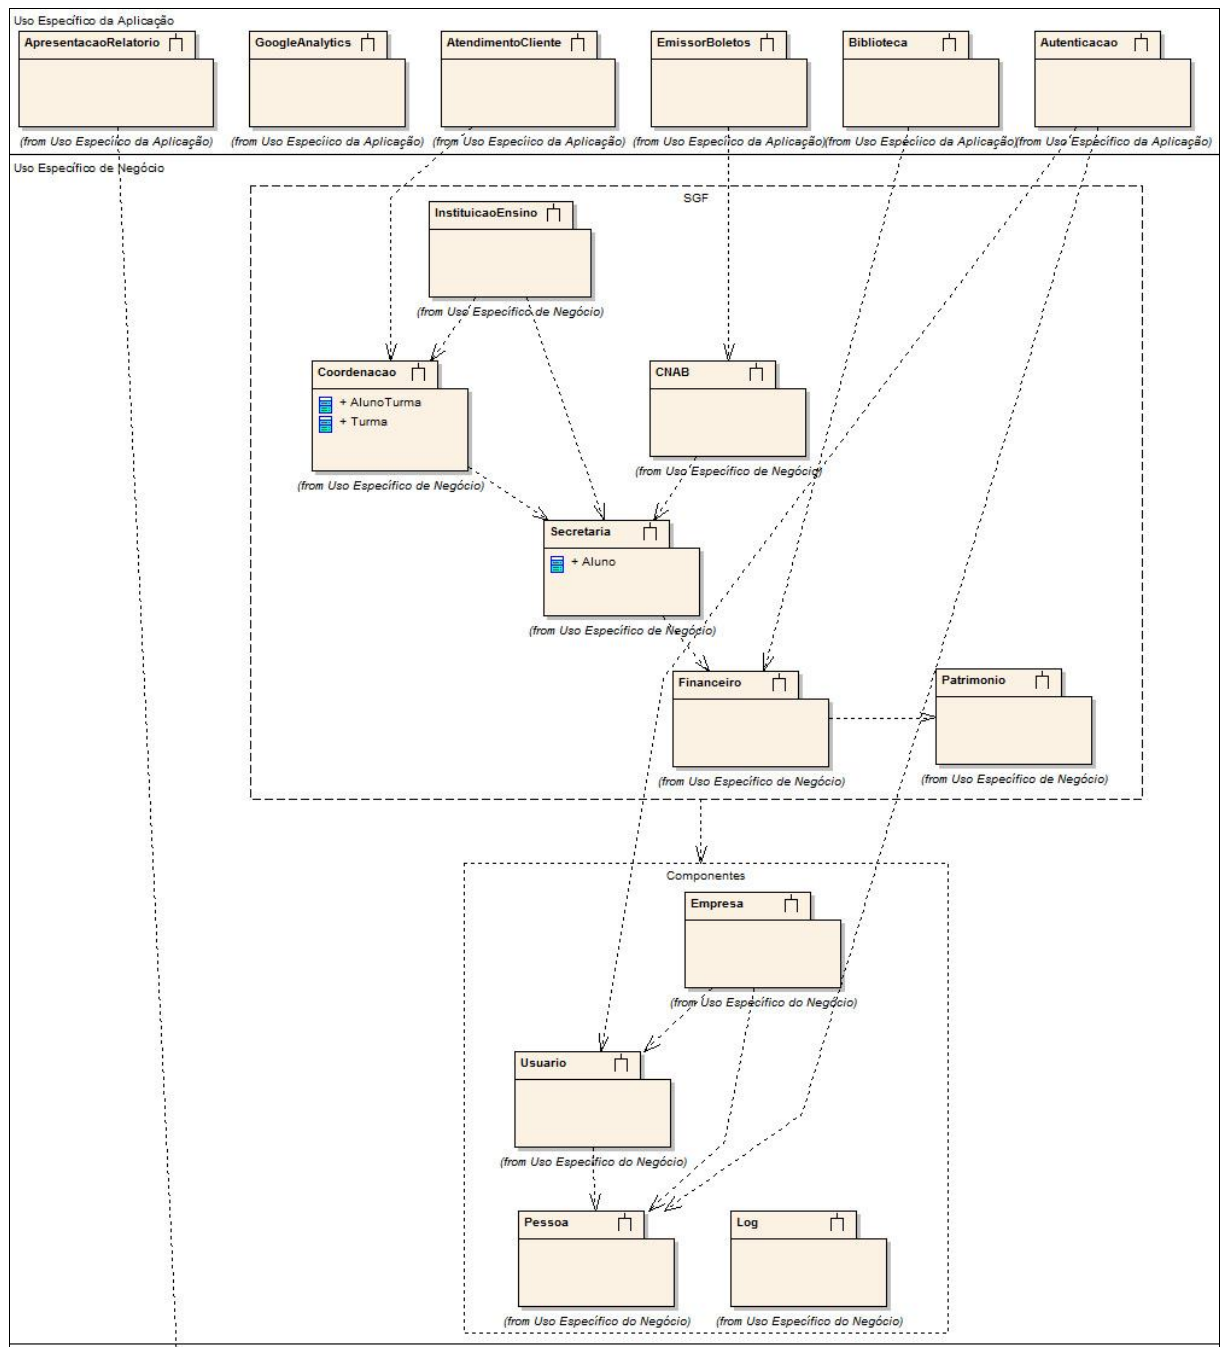 Uso Específico da Aplicação
ApresentacaoRelatorio
GoogleAnalytics
AtendimentoCliente
EmissorBoletos
Biblioteca
Autenticacao
(from Uso Especíico da Aplicação)
(from Uso Especíico da Aplicação)
(from Uso Especíico da Aplicação)
(from Uso Especíico da Aplicação)
(from Uso Especíico da Aplicação)
(from Uso Específico da Aplicação)
Uso Específico de Negócio
SGF
InstituicaoEnsino
(from Uso Específico de Negócio)
Coordenacao
+ AlunoTurma
+ Turma
(from Uso Específico de Negócio)
CNAB
(from Uso Específico de Negócio)
Secretaria
+ Aluno
(from Uso Específico de Negócio)
Financeiro
(from Uso Específico de Negócio)
Patrimonio
(from Uso Específico de Negócio)
Componentes
Empresa
(from Uso Específico do Negócio)
Usuario
(from Uso Específico do Negócio)
Pessoa
(from Uso Específico do Negócio)
Log
(from Uso Específico do Negócio)